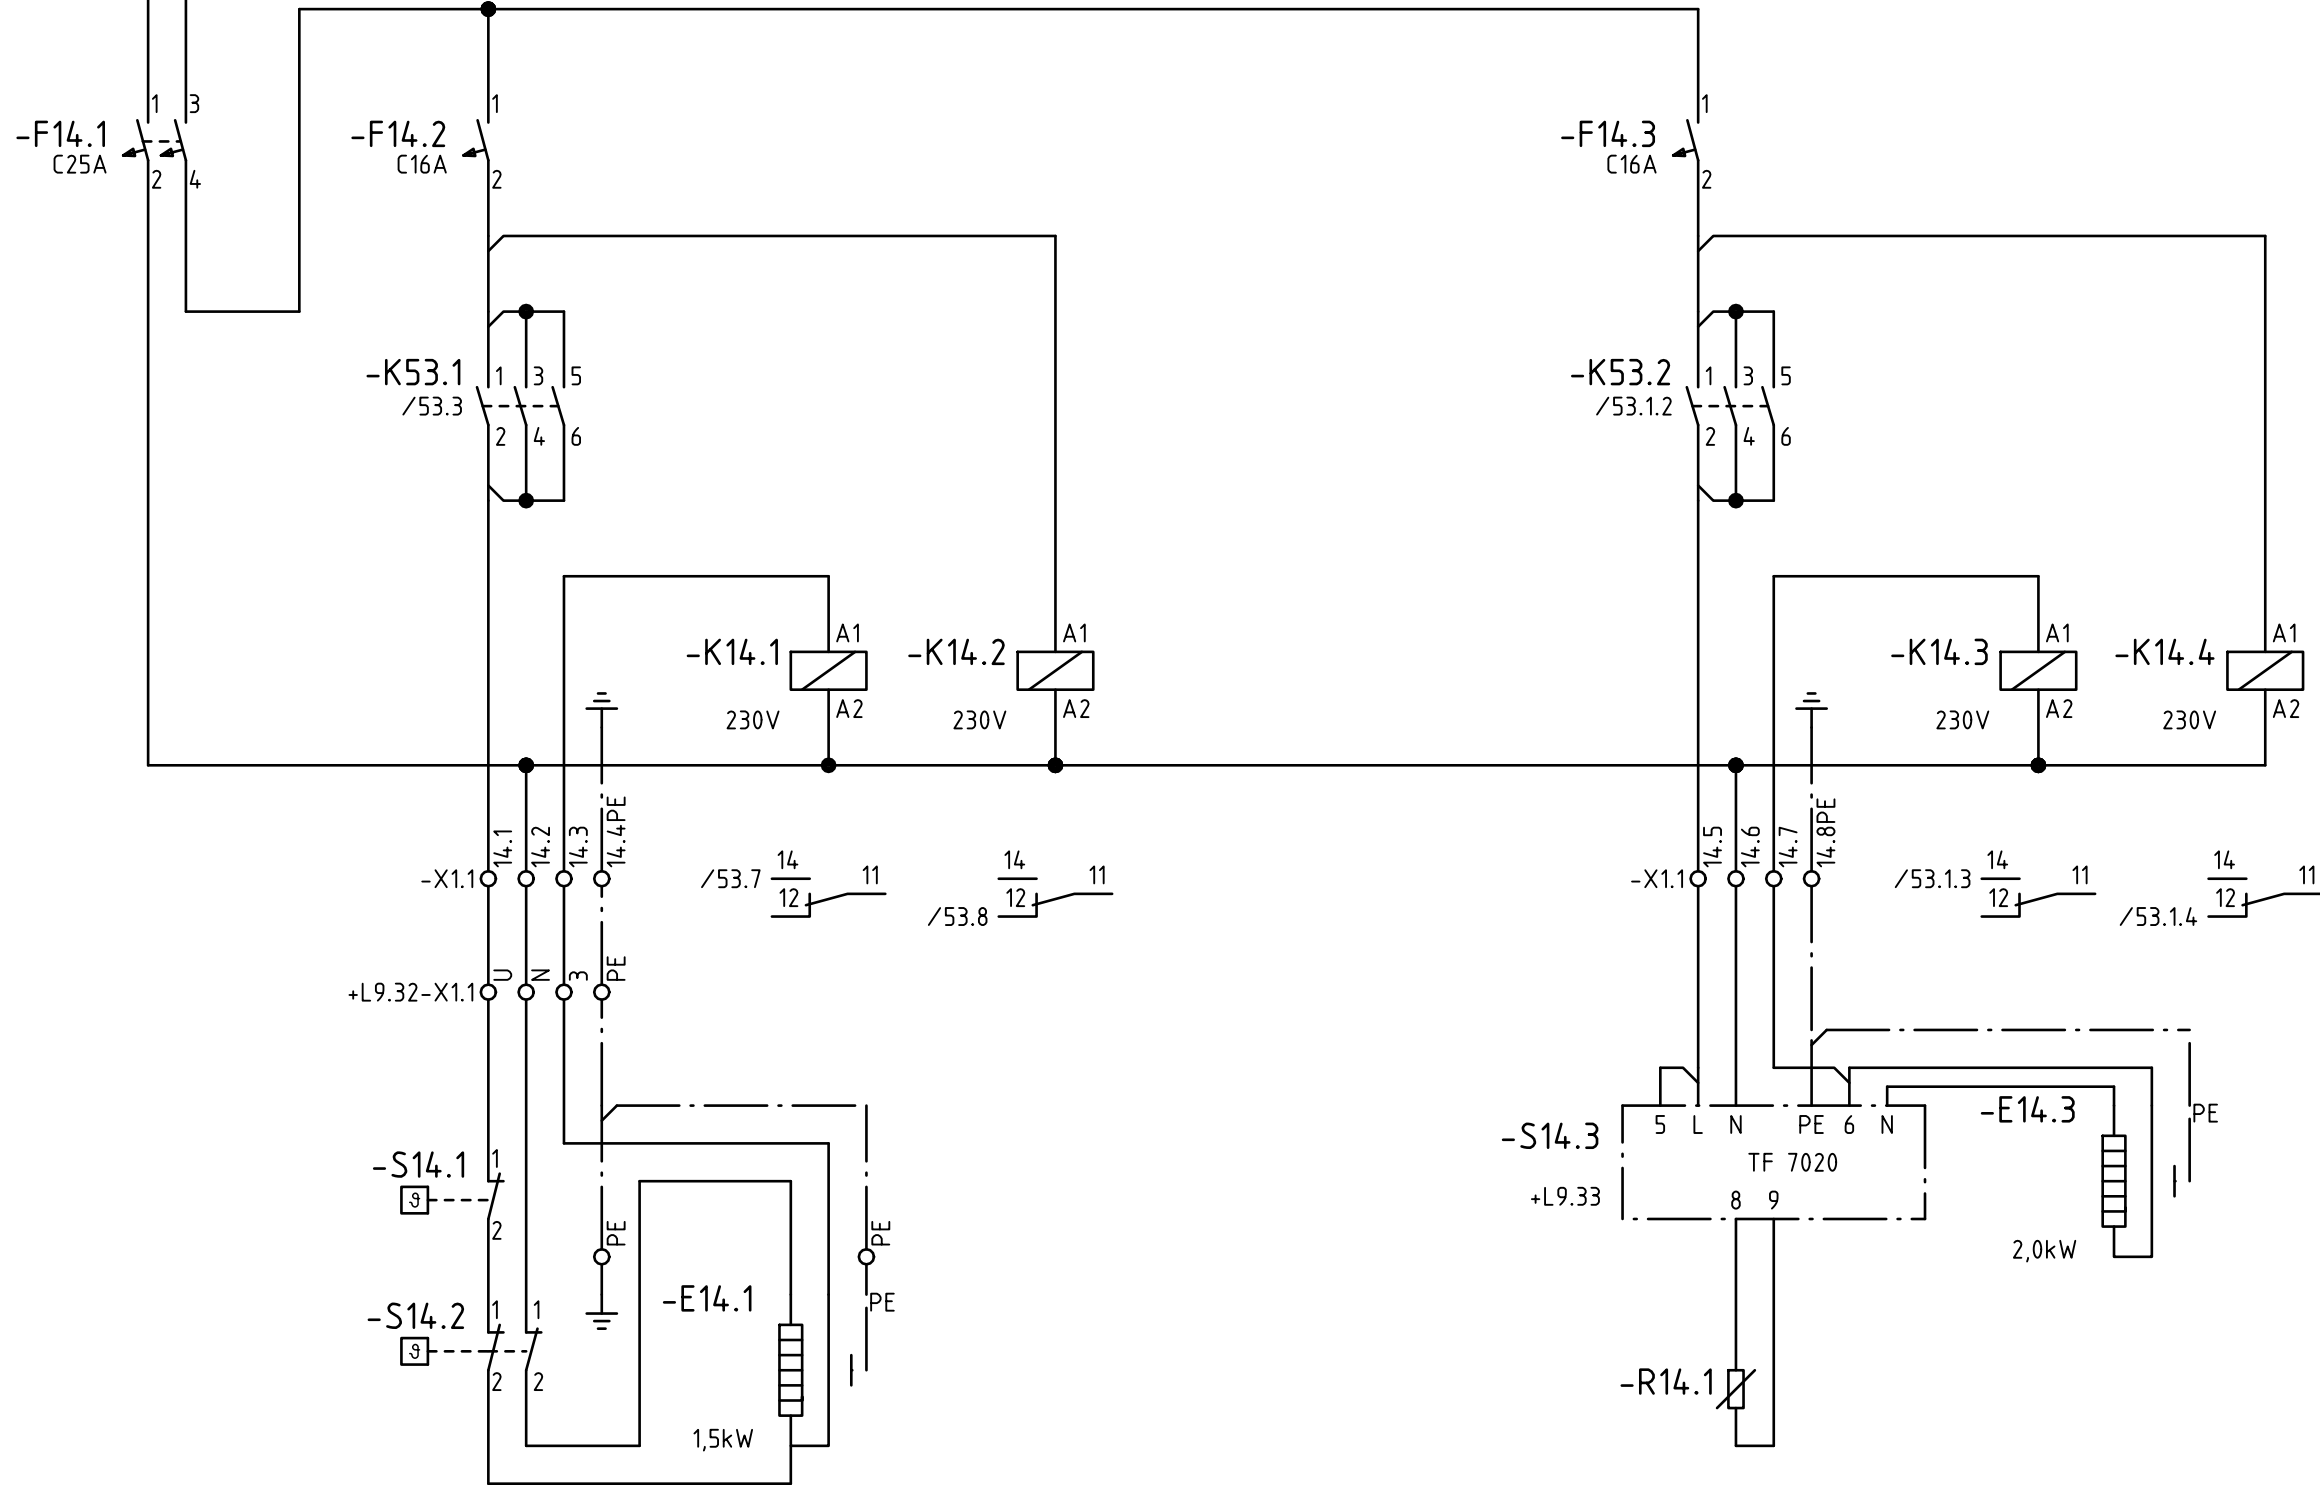 1 3
-F14.1
C25A
2 4
1
-F14.2
C16A
2
1
-F14.3
C16A
2
-K53.1 1 3 5
/53.3
2 4 6
-K53.2 1 3 5
/53.1.2
2 4 6
-K14.1 A1
230V A2
-K14.2 A1
230V A2
-K14.3 A1
230V A2
-K14.4 A1
230V A2
14.1
14.2
14.3
14.4PE
-X1.1
14
/53.7 11
12
14
11
12
/53.8
14.5
14.6
14.7
14.8PE
-X1.1
14
/53.1.3 11
12
14
11
12
/53.1.4
U
N
3
PE
+L9.32-X1.1
-S14.1 1
ϑ
2
-S14.2 1 1
ϑ
2 2
PE
PE
PE
-E14.1
1,5kW
-S14.3
+L9.33
5 L N PE 6 N
TF 7020
8 9
-E14.3
2,0kW
PE
-R14.1